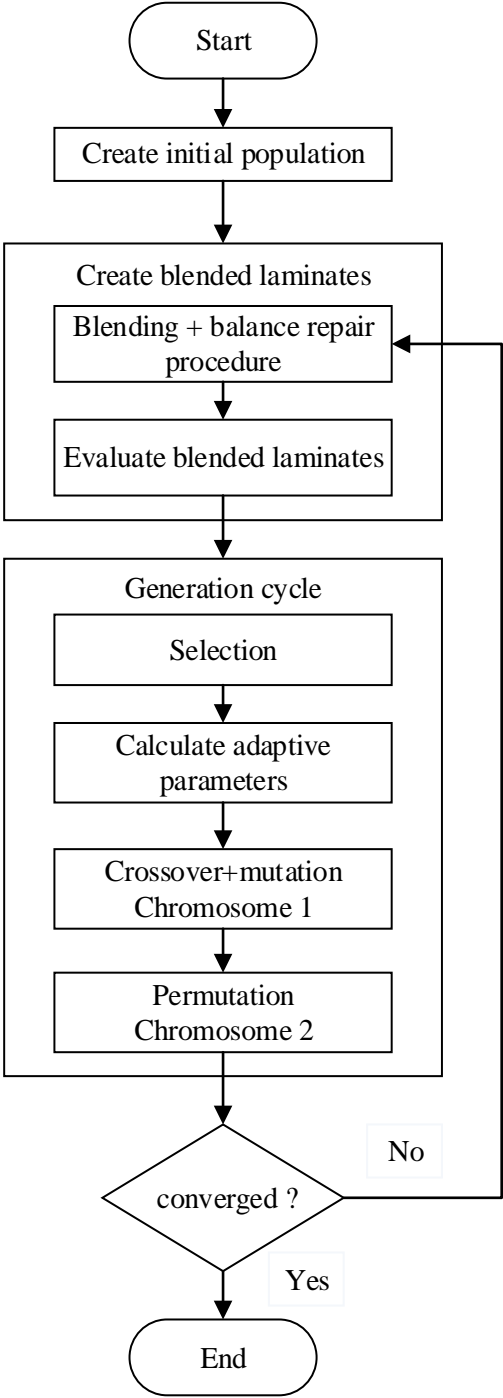 Start
Create initial population
Create blended laminates
Blending + balance repair
procedure
Evaluate blended laminates
Generation cycle
Selection
Calculate adaptive
parameters
Crossover+mutation
Chromosome 1
Permutation
Chromosome 2
No
converged ?
Yes
End